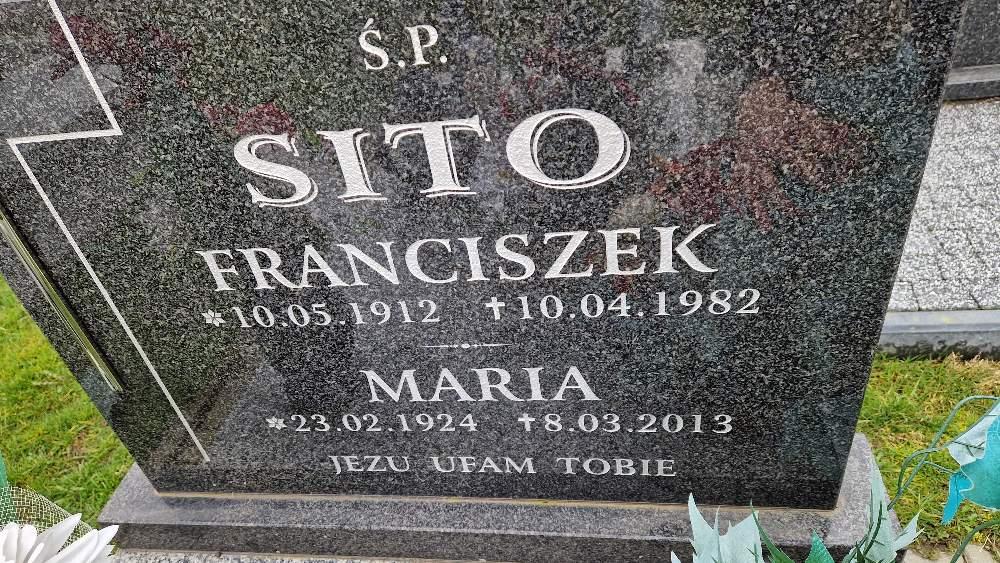 Ś.P.
SITO
FRANCISZEK
*10.05.1912 ✝10.04.1982
MARIA
*23.02.1924 ✝8.03.2013
JEZU UFAM TOBIE